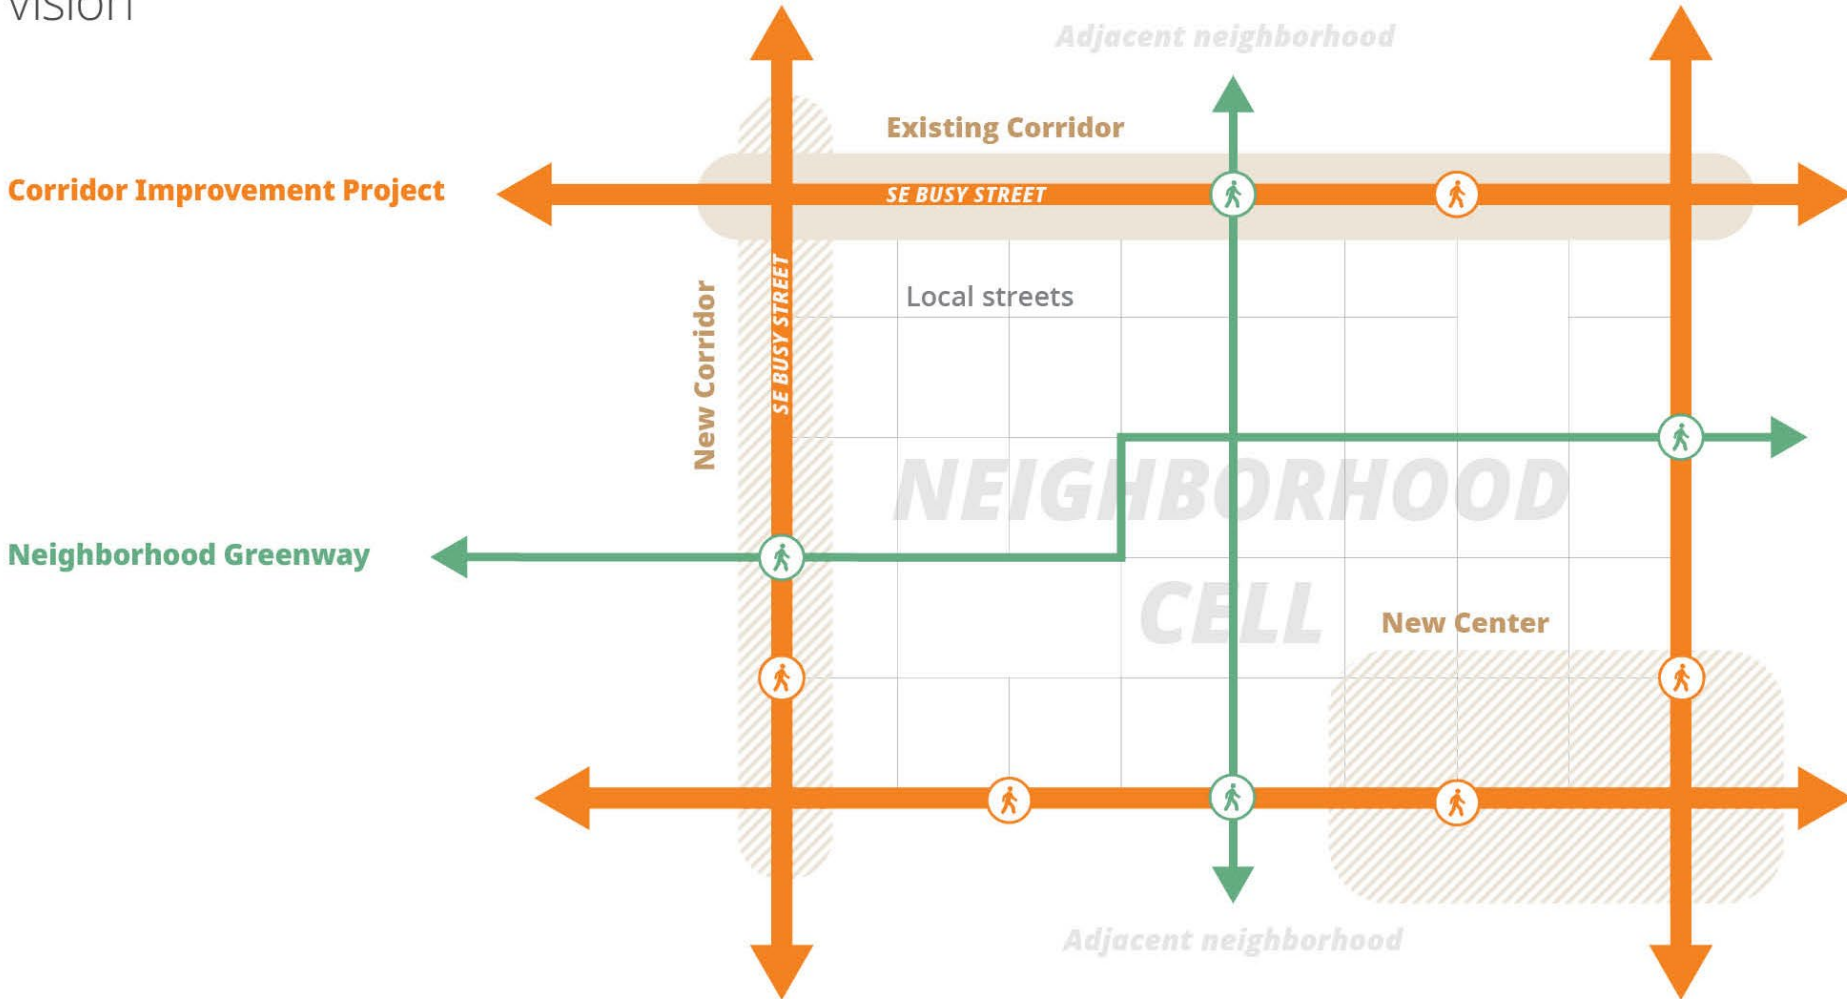 vision
Adjacent neighborhood
Existing Corridor
Corridor Improvement Project
SE BUSY STREET
SE BUSY STREET
New Corridor
Local streets
NEIGHBORHOOD
CELL
Neighborhood Greenway
New Center
Adjacent neighborhood